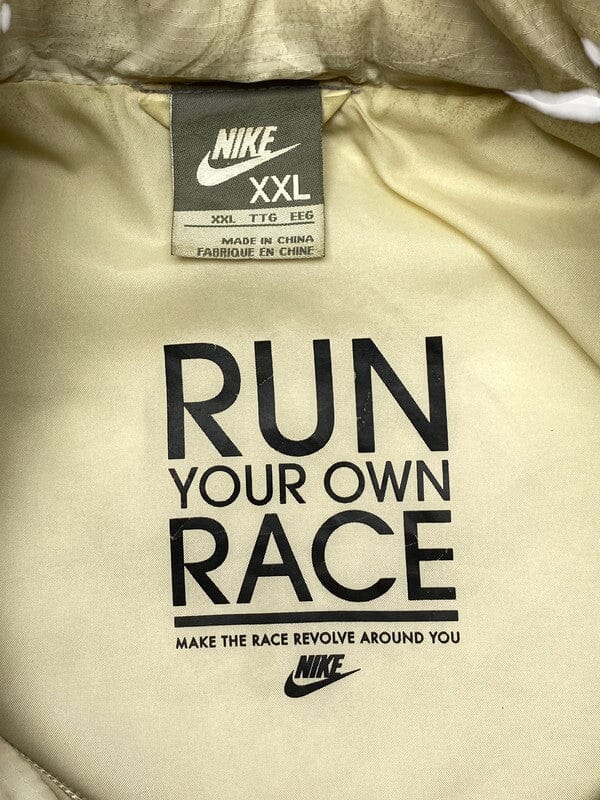 NIKE
XXL
XXL TTG EEG
MADE IN CHINA
FABRIQUE EN CHINE
RUN
YOUR OWN
RACE
MAKE THE RACE REVOLVE AROUND YOU
NIKE